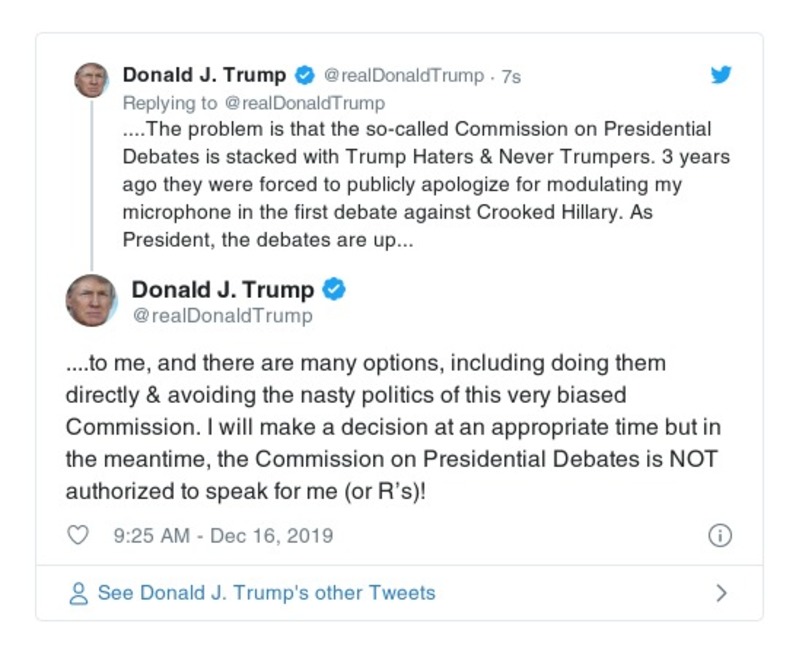 Donald J. Trump @realDonaldTrump · 7s
Replying to @realDonaldTrump
....The problem is that the so-called Commission on Presidential
Debates is stacked with Trump Haters & Never Trumpers. 3 years
ago they were forced to publicly apologize for modulating my
microphone in the first debate against Crooked Hillary. As
President, the debates are up...
Donald J. Trump
@realDonaldTrump
....to me, and there are many options, including doing them
directly & avoiding the nasty politics of this very biased
Commission. I will make a decision at an appropriate time but in
the meantime, the Commission on Presidential Debates is NOT
authorized to speak for me (or R’s)!
9:25 AM - Dec 16, 2019
See Donald J. Trump's other Tweets